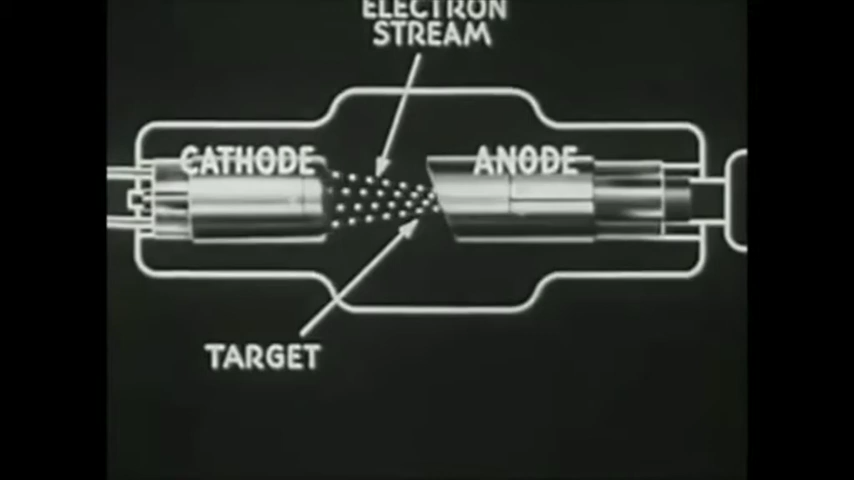 ELECTRON
STREAM
CATHODE
ANODE
TARGET